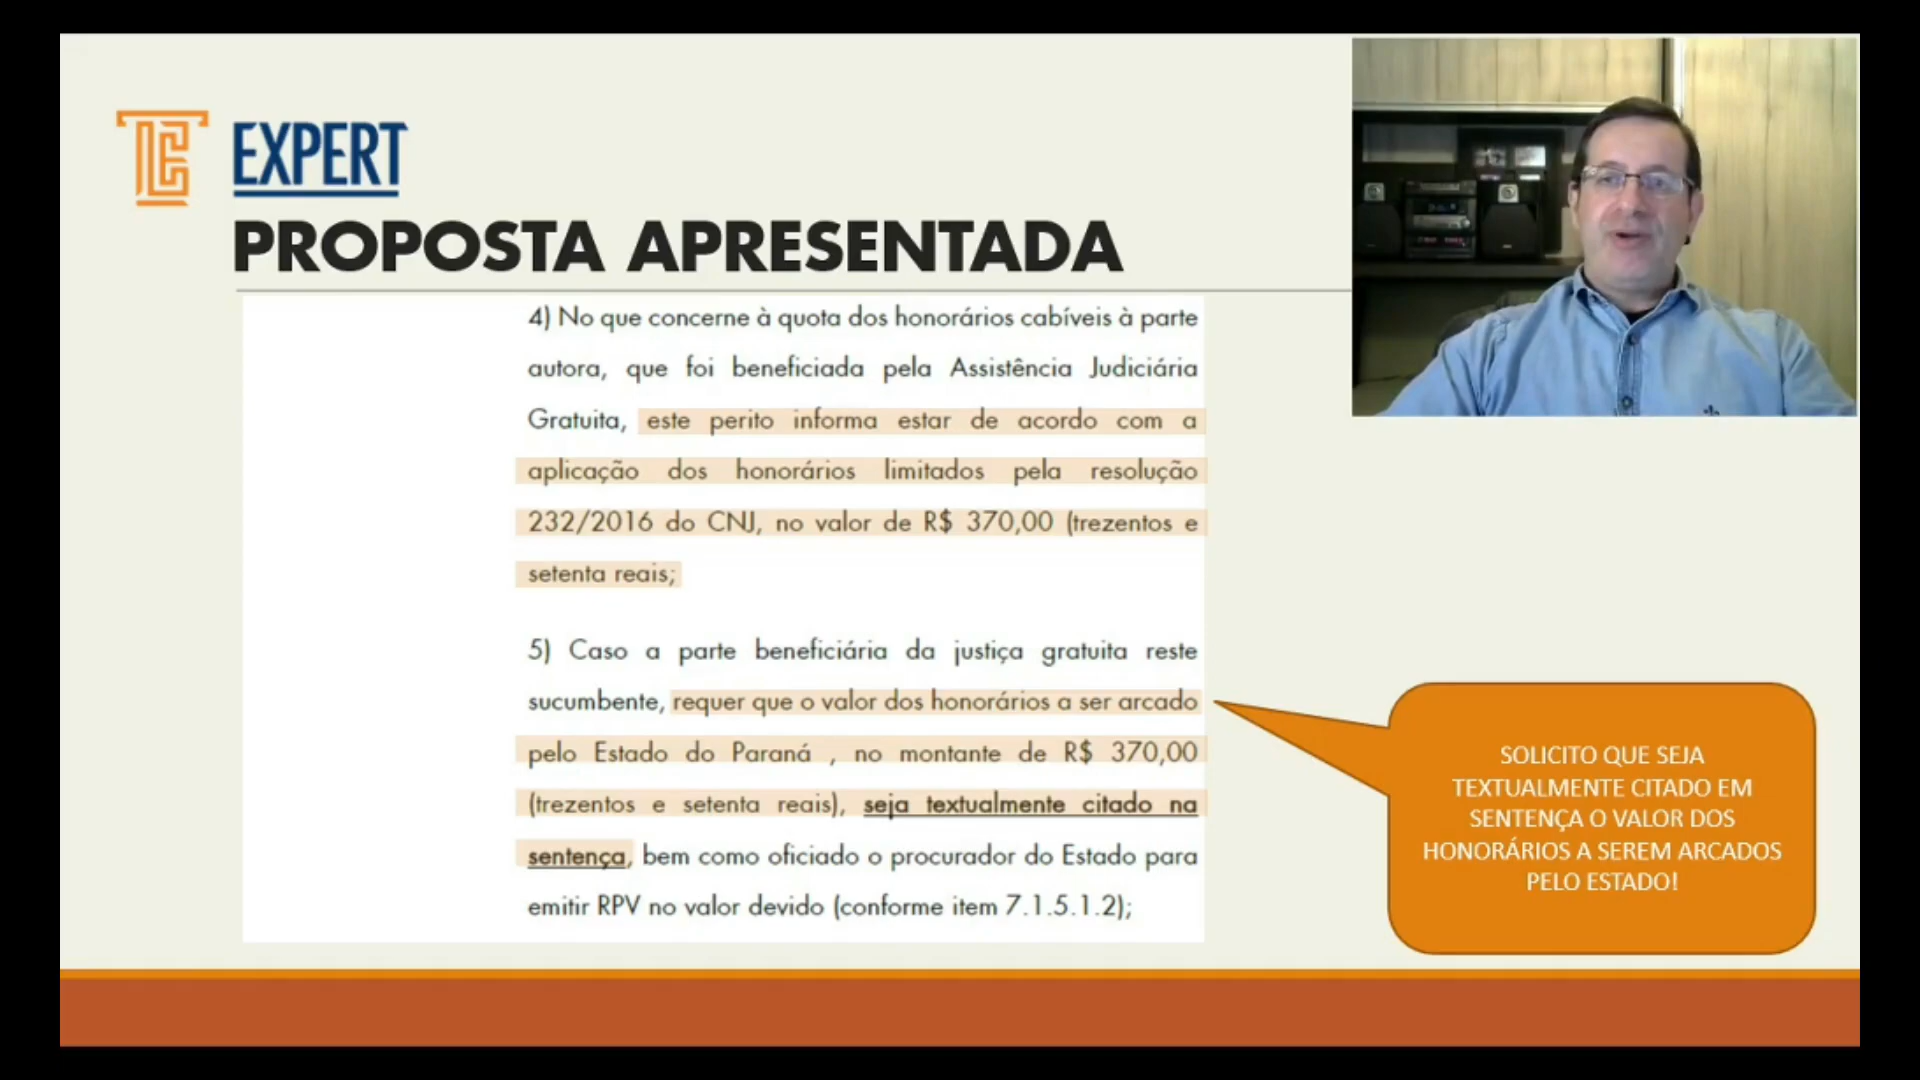 EXPERT
PROPOSTA APRESENTADA
4) No que concerne à quota dos honorários cabíveis à parte
autora, que foi beneficiada pela Assistência Judiciária
Gratuita, este perito informa estar de acordo com a
aplicação dos honorários limitados pela resolução
232/2016 do CNJ, no valor de R$ 370,00 (trezentos e
setenta reais;
5) Caso a parte beneficiária da justiça gratuita reste
sucumbente, requer que o valor dos honorários a ser arcado
pelo Estado do Paraná , no montante de R$ 370,00
(trezentos e setenta reais), seja textualmente citado na
sentença, bem como oficiado o procurador do Estado para
emitir RPV no valor devido (conforme item 7.1.5.1.2);
SOLICITO QUE SEJA
TEXTUALMENTE CITADO EM
SENTENÇA O VALOR DOS
HONORÁRIOS A SEREM ARCADOS
PELO ESTADO!